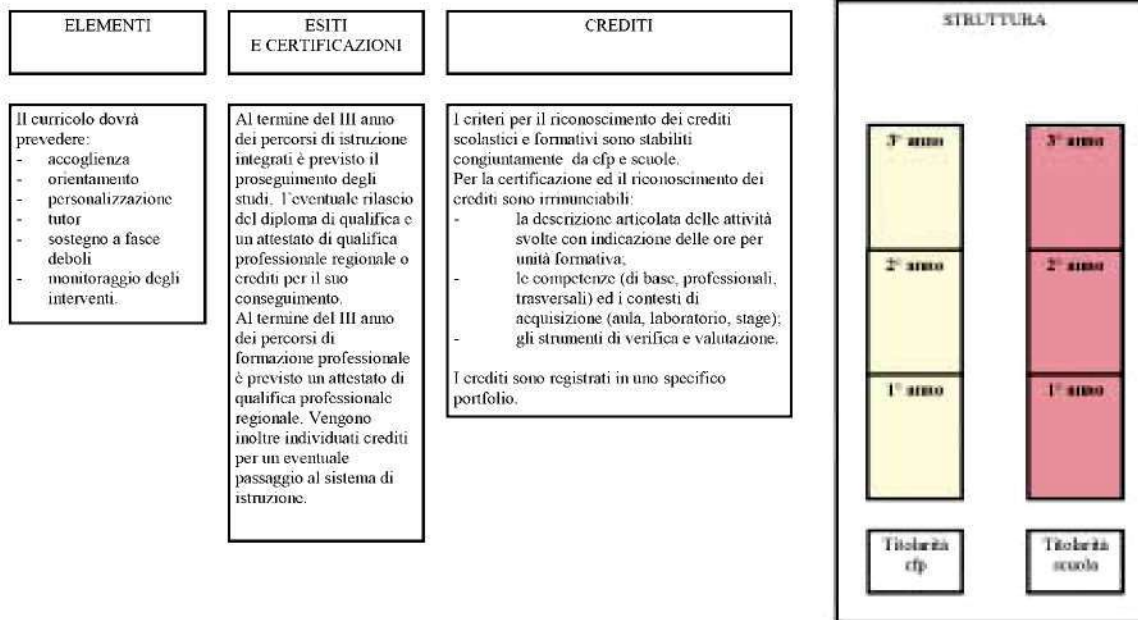 ELEMENTI
Il curricolo dovrà
prevedere:
- accoglienza
- orientamento
- personalizzazione
- tutor
- sostegno a fasce
deboli
- monitoraggio degli
interventi.
ESITI
E CERTIFICAZIONI
Al termine del III anno
dei percorsi di istruzione
integrati è previsto il
proseguimento degli
studi, l'eventuale rilascio
del diploma di qualifica e
un attestato di qualifica
professionale regionale o
crediti per il suo
conseguimento.
Al termine del III anno
dei percorsi di
formazione professionale
è previsto un attestato di
qualifica professionale
regionale. Vengono
inoltre individuati crediti
per un eventuale
passaggio al sistema di
istruzione.
CREDITI
I criteri per il riconoscimento dei crediti
scolastici e formativi sono stabiliti
congiuntamente da cfp e scuole.
Per la certificazione ed il riconoscimento dei
crediti sono irrinunciabili:
- la descrizione articolata delle attività
svolte con indicazione delle ore per
unità formativa;
- le competenze (di base, professionali,
trasversali) ed i contesti di
acquisizione (aula, laboratorio, stage);
- gli strumenti di verifica e valutazione.
I crediti sono registrati in uno specifico
portfolio.
STRUTTURA
3° anno
3° anno
2° anno
2° anno
1° anno
1° anno
Titolarità
cfp
Titolarità
scuola